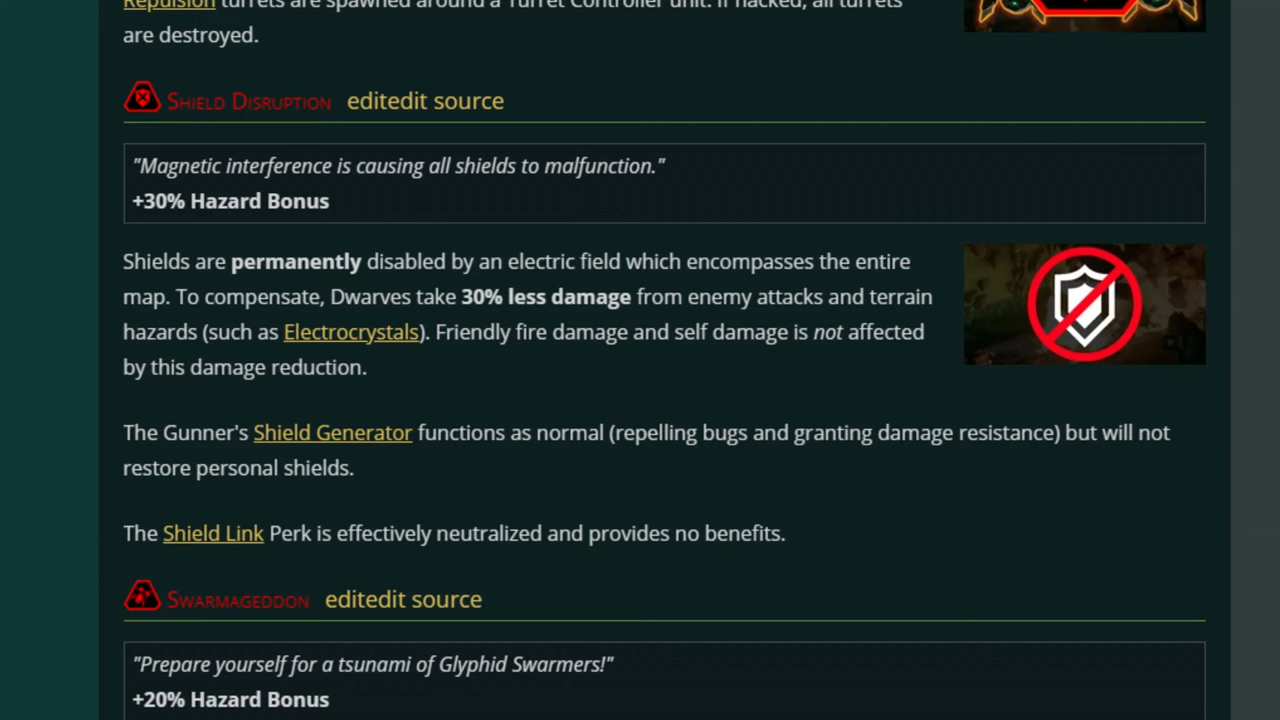 Repulsion turrets are spawned around a Turret Controller unit. If hacked, all turrets
are destroyed.
Shield Disruption editedit source
"Magnetic interference is causing all shields to malfunction."
+30% Hazard Bonus
Shields are permanently disabled by an electric field which encompasses the entire
map. To compensate, Dwarves take 30% less damage from enemy attacks and terrain
hazards (such as Electrocrystals). Friendly fire damage and self damage is not affected
by this damage reduction.
The Gunner's Shield Generator functions as normal (repelling bugs and granting damage resistance) but will not
restore personal shields.
The Shield Link Perk is effectively neutralized and provides no benefits.
Swarmageddon editedit source
"Prepare yourself for a tsunami of Glyphid Swarmers!"
+20% Hazard Bonus